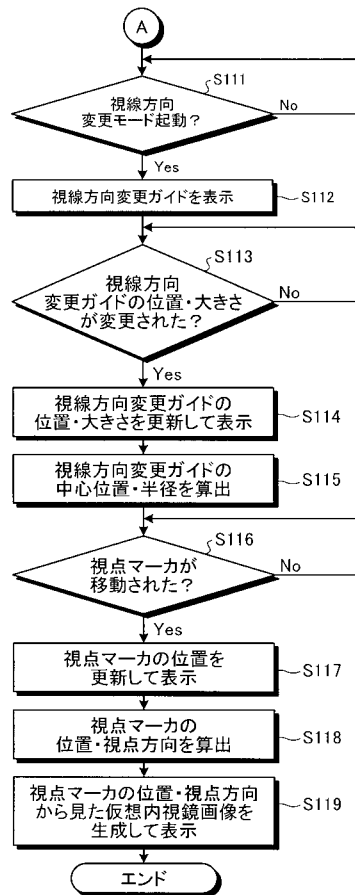 A
視線方向
変更モード起動？
S111
No
Yes
視線方向変更ガイドを表示
S112
視線方向
変更ガイドの位置・大きさ
が変更された？
S113
No
Yes
視線方向変更ガイドの
位置・大きさを更新して表示
S114
視線方向変更ガイドの
中心位置・半径を算出
S115
視点マーカが
移動された？
S116
No
Yes
視点マーカの位置を
更新して表示
S117
視点マーカの
位置・視点方向を算出
S118
視点マーカの位置・視点方向
から見た仮想内視鏡画像を
生成して表示
S119
エンド